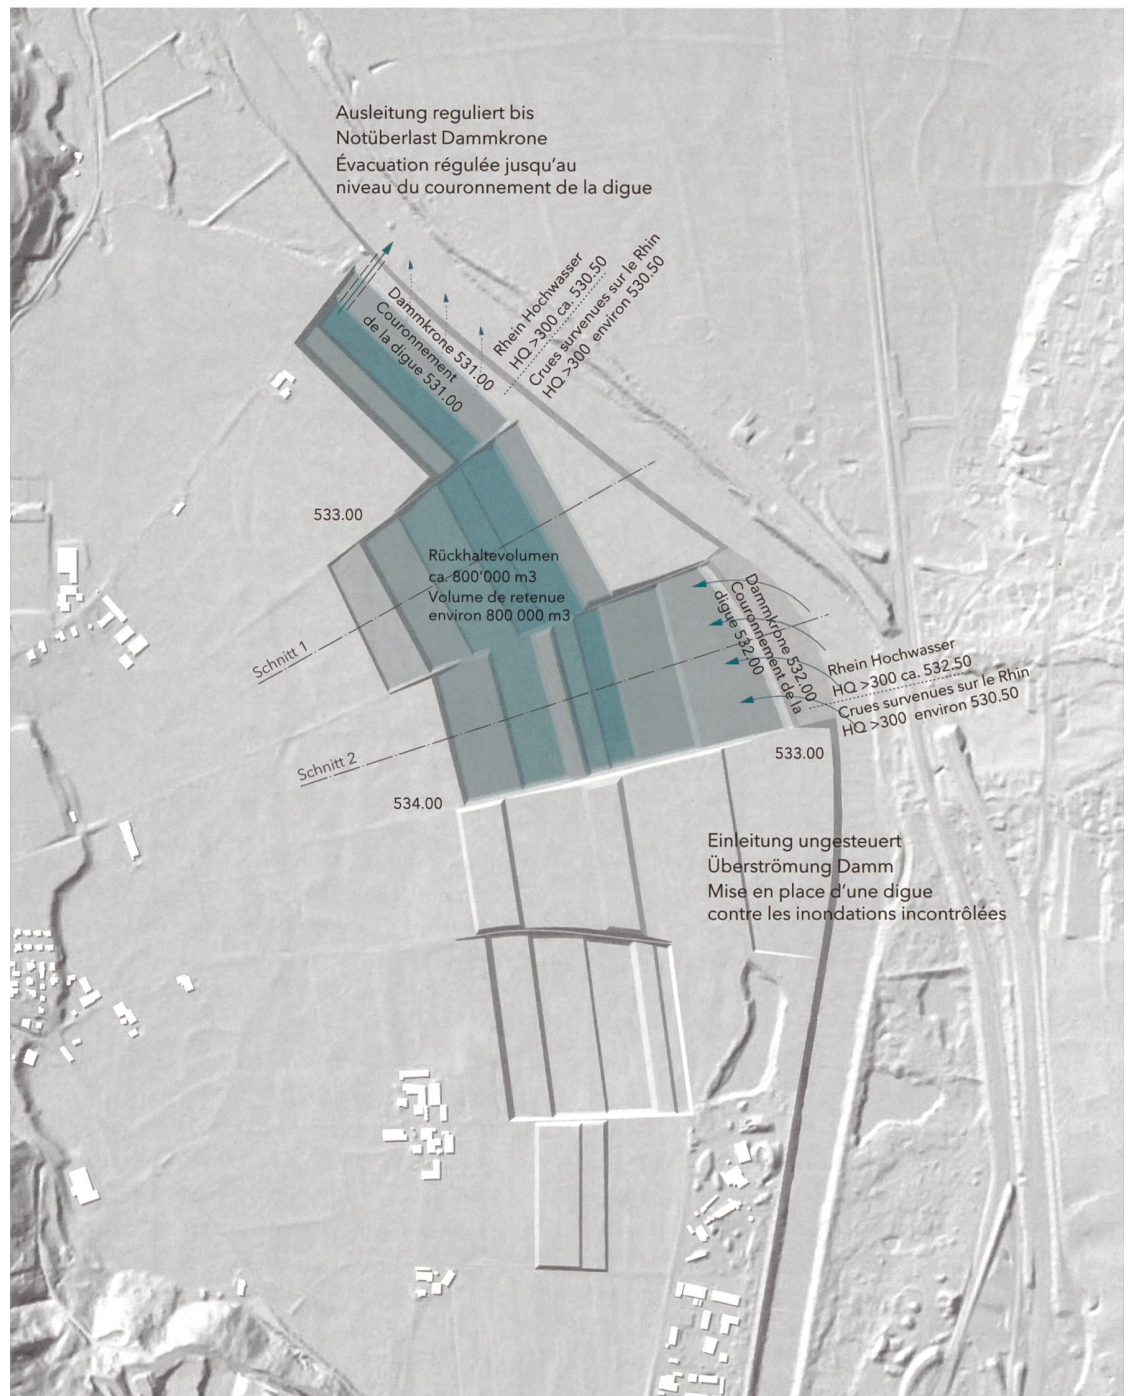 Ausleitung reguliert bis
Notüberlast Dammkrone
Évacuation régulée jusqu'au
niveau du couronnement de la digue
Dammkrone 531.00
Couronnement
de la digue 531.00
Rhein Hochwasser
HQ >300 ca. 530.50
Crues survenues sur le Rhin
HQ >300 environ 530.50
533.00
Rückhaltevolumen
ca. 800'000 m3
Volume de retenue
environ 800 000 m3
Schnitt 1
Dammkrone 532.00
Couronnement de la
digue 532.00
Rhein Hochwasser
HQ >300 ca. 532.50
Crues survenues sur le Rhin
HQ >300 environ 530.50
Schnitt 2
533.00
534.00
Einleitung ungesteuert
Überströmung Damm
Mise en place d'une digue
contre les inondations incontrôlées